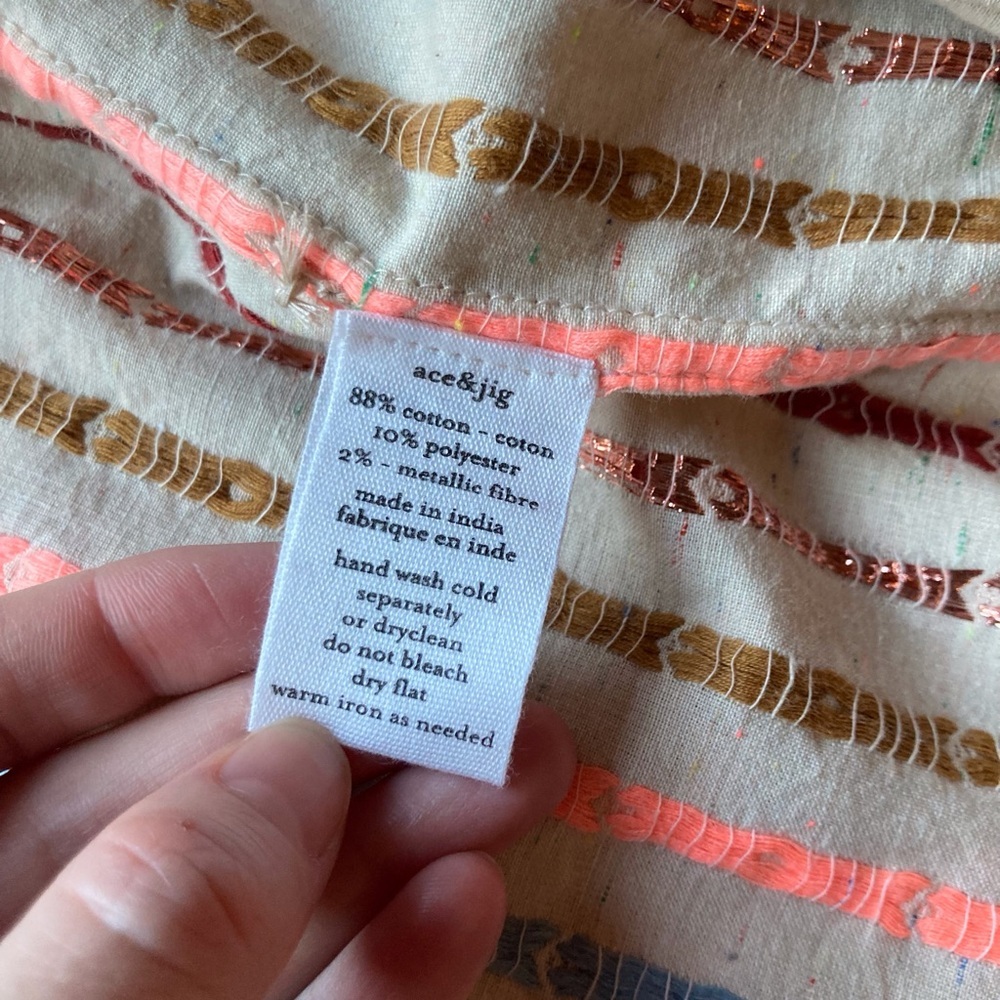 ace&jig
88% cotton - coton
10% polyester
2% - metallic fibre
made in india
fabrique en inde
hand wash cold
separately
or dryclean
do not bleach
dry flat
warm iron as needed